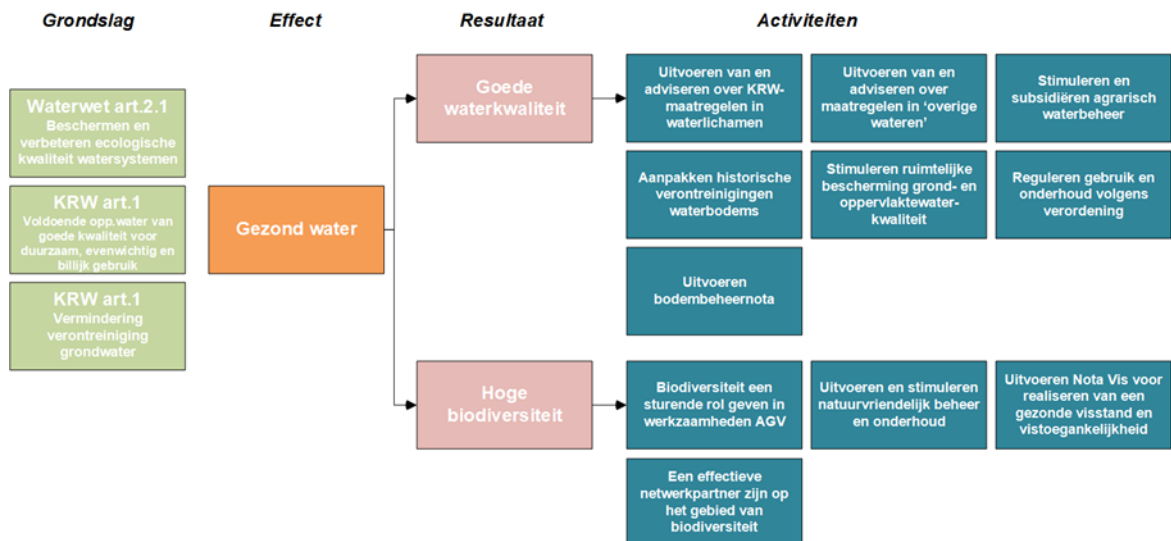 Grondslag
Effect
Resultaat
Activiteiten
Waterwet art.2.1
Beschermen en
verbeteren ecologische
kwaliteit watersystemen
KRW art.1
Voldoende opp.water van
goede kwaliteit voor
duurzaam, evenwichtig en
billijk gebruik
KRW art.1
Vermindering
verontreiniging
grondwater
Gezond water
Goede
waterkwaliteit
Uitvoeren van en
adviseren over KRW-
maatregelen in
waterlichamen
Uitvoeren van en
adviseren over
maatregelen in ‘overige
wateren’
Stimuleren en
subsidiëren agrarisch
waterbeheer
Aanpakken historische
verontreinigingen
waterbodems
Stimuleren ruimtelijke
bescherming grond- en
oppervlaktewater-
kwaliteit
Reguleren gebruik en
onderhoud volgens
verordening
Uitvoeren
bodembeheernota
Hoge
biodiversiteit
Biodiversiteit een
sturende rol geven in
werkzaamheden AGV
Uitvoeren en stimuleren
natuurvriendelijk beheer
en onderhoud
Uitvoeren Nota Vis voor
realiseren van een
gezonde visstand en
vistoegankelijkheid
Een effectieve
netwerkpartner zijn op
het gebied van
biodiversiteit